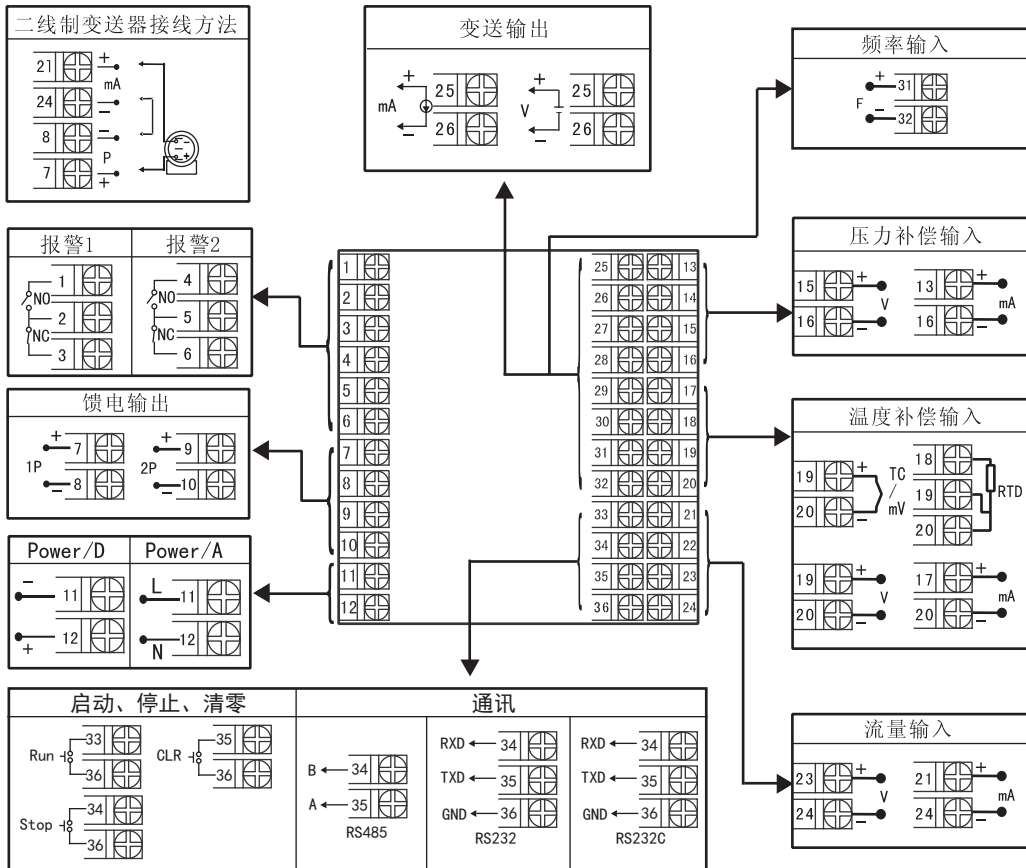 二线制变送器接线方法
21 +
mA
24 −
8 −
P
7 +
变送输出
+ 25 + 25
mA V
− 26 − 26
频率输入
+ 31
F
− 32
报警1 报警2
1 4
NO NO
2 5
NC NC
3 6
馈电输出
+ 7 + 9
1P 2P
− 8 − 10
Power/D Power/A
− 11 L 11
+ 12 N 12
1 25 13
2 26 14
3 27 15
4 28 16
5 29 17
6 30 18
7 31 19
8 32 20
9 33 21
10 34 22
11 35 23
12 36 24
压力补偿输入
15 + 13 +
V mA
16 − 16 −
温度补偿输入
18
19 + TC 19 RTD
/
20 − mV 20
19 + 17 +
V mA
20 − 20 −
流量输入
23 + 21 +
V mA
24 − 24 −
启动、停止、清零
33 35
Run CLR
36 36
34
Stop
36
通讯
B 34
A 35
RS485
RXD 34
TXD 35
GND 36
RS232
RXD 34
TXD 35
GND 36
RS232C